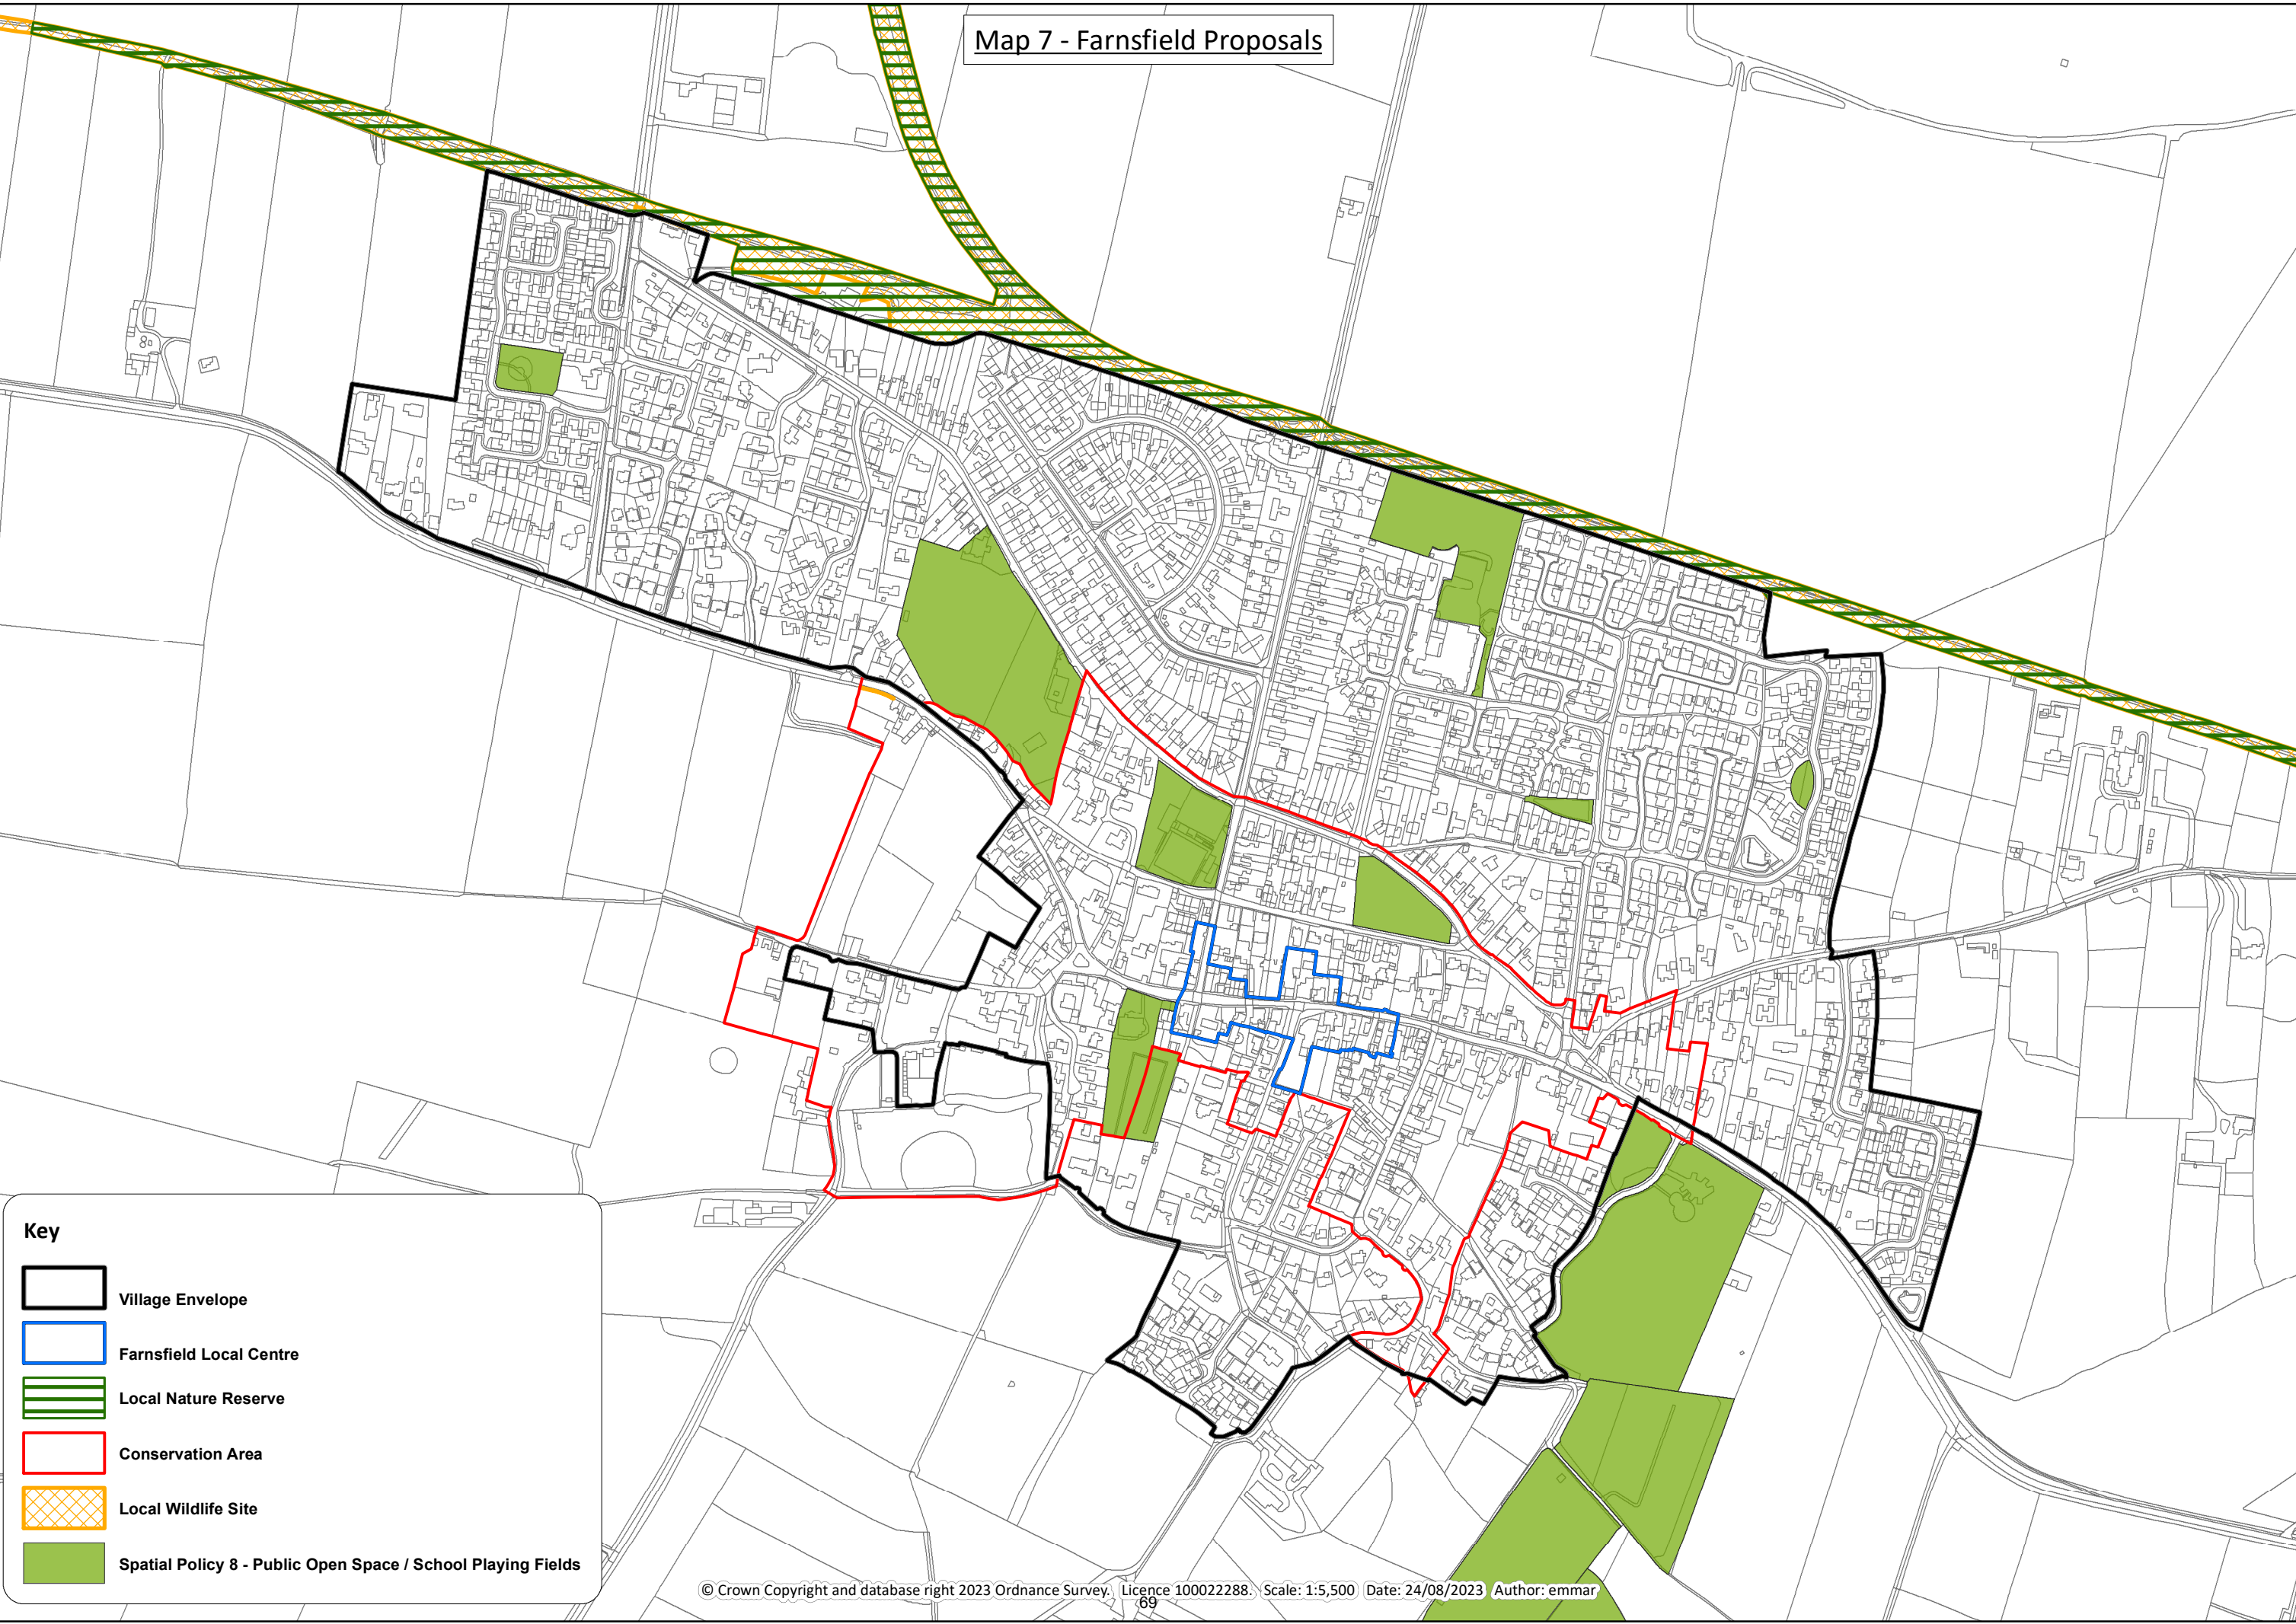 Map 7 - Farnsfield Proposals
Key
Village Envelope
Farnsfield Local Centre
Local Nature Reserve
Conservation Area
Local Wildlife Site
Spatial Policy 8 - Public Open Space / School Playing Fields
© Crown Copyright and database right 2023 Ordnance Survey. Licence 100022288. Scale: 1:5,500 Date: 24/08/2023 Author: emmar
69